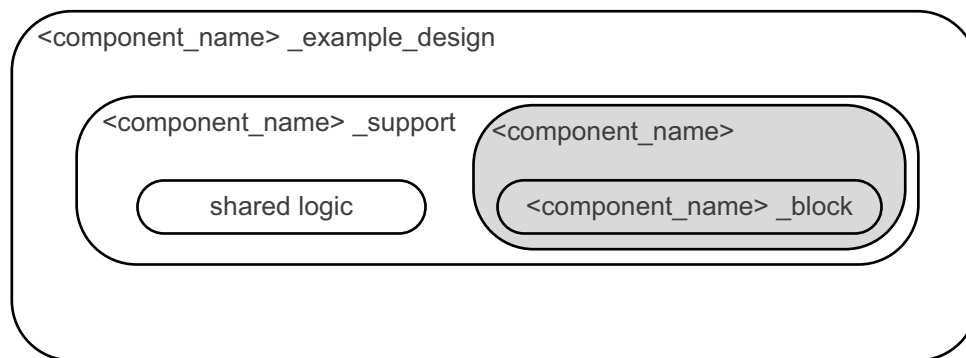 <component_name> _example_design
<component_name> _support
<component_name>
shared logic
<component_name> _block